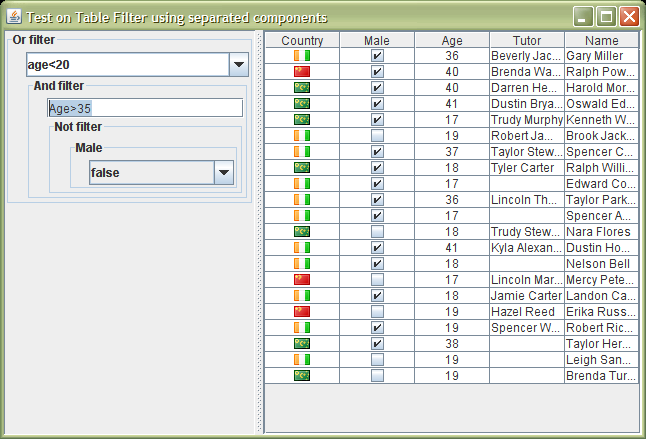 Test on Table Filter using separated components
Or filter
age<20
And filter
Age>35
Not filter
Male
false
Country Male Age Tutor Name
36 Beverly Jac... Gary Miller
40 Brenda Wa... Ralph Pow...
40 Darren He... Harold Mor...
41 Dustin Brya... Oswald Ed...
17 Trudy Murphy Kenneth W...
19 Robert Ja... Brook Jack...
37 Taylor Stew... Spencer C...
18 Tyler Carter Ralph Willi...
17 Edward Co...
36 Lincoln Th... Taylor Park...
17 Spencer A...
18 Trudy Stew... Nara Flores
41 Kyla Alexan... Dustin Ho...
18 Nelson Bell
17 Lincoln Mar... Mercy Pete...
18 Jamie Carter Landon Ca...
19 Hazel Reed Erika Russ...
19 Spencer W... Robert Ric...
38 Taylor Her...
19 Leigh San...
19 Brenda Tur...